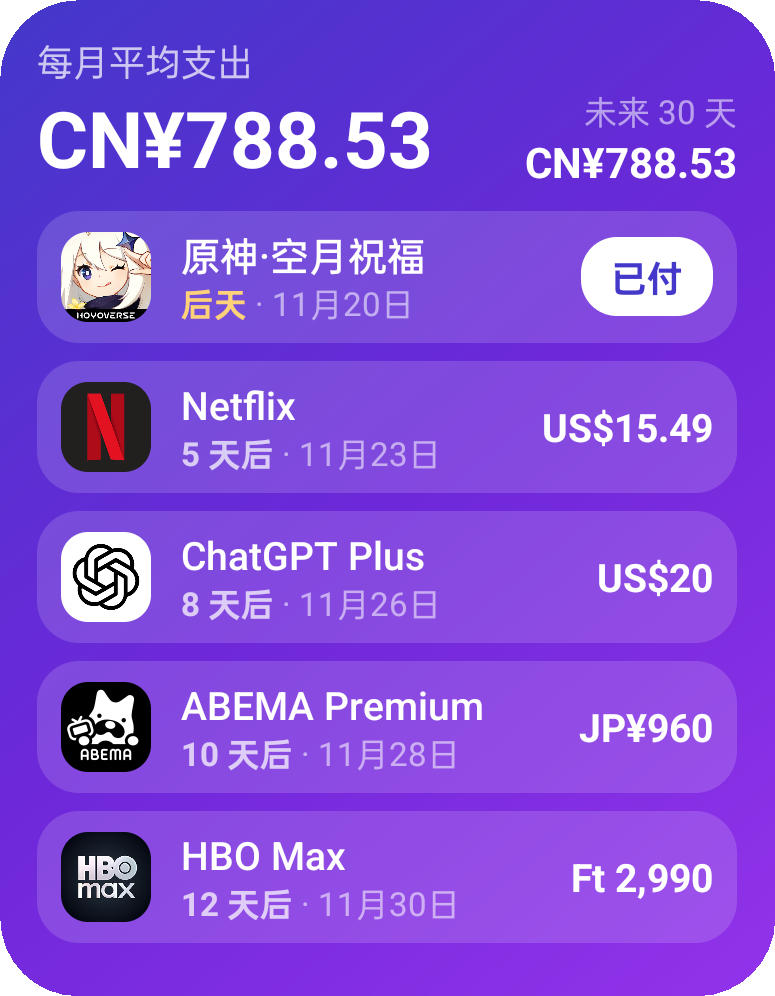 每月平均支出
CN¥788.53
未来 30 天
CN¥788.53
HOYOVERSE
原神·空月祝福
后天 · 11月20日
已付
Netflix
5 天后 · 11月23日
US$15.49
ChatGPT Plus
8 天后 · 11月26日
US$20
ABEMA
ABEMA Premium
10 天后 · 11月28日
JP¥960
HBO
max
HBO Max
12 天后 · 11月30日
Ft 2,990